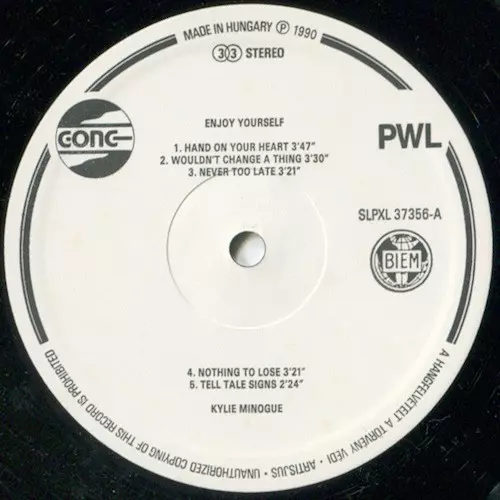 MADE IN HUNGARY Ⓟ 1990
33 STEREO
ENJOY YOURSELF
GONG
PWL
1. HAND ON YOUR HEART 3'47"
2. WOULDN'T CHANGE A THING 3'30"
3. NEVER TOO LATE 3'21"
SLPXL 37356-A
BIEM
4. NOTHING TO LOSE 3'21"
5. TELL TALE SIGNS 2'24"
KYLIE MINOGUE
A HANGFELVÉTELT A TÖRVÉNY VÉDI · ARTISJUS · UNAUTHORIZED COPYING OF THIS RECORD IS PROHIBITED